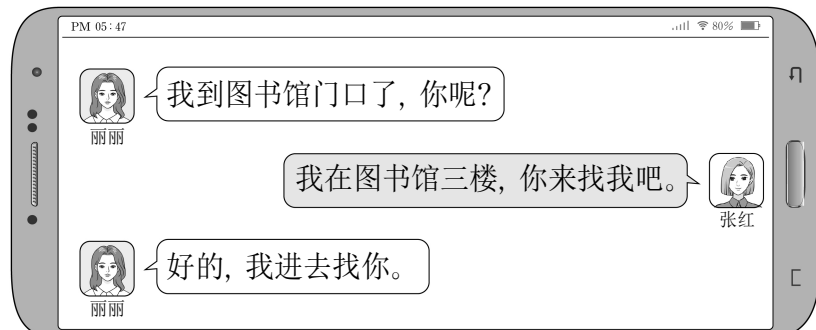 PM 05:47
80%
我到图书馆门口了, 你呢?
丽丽
我在图书馆三楼, 你来找我吧。
张红
好的, 我进去找你。
丽丽